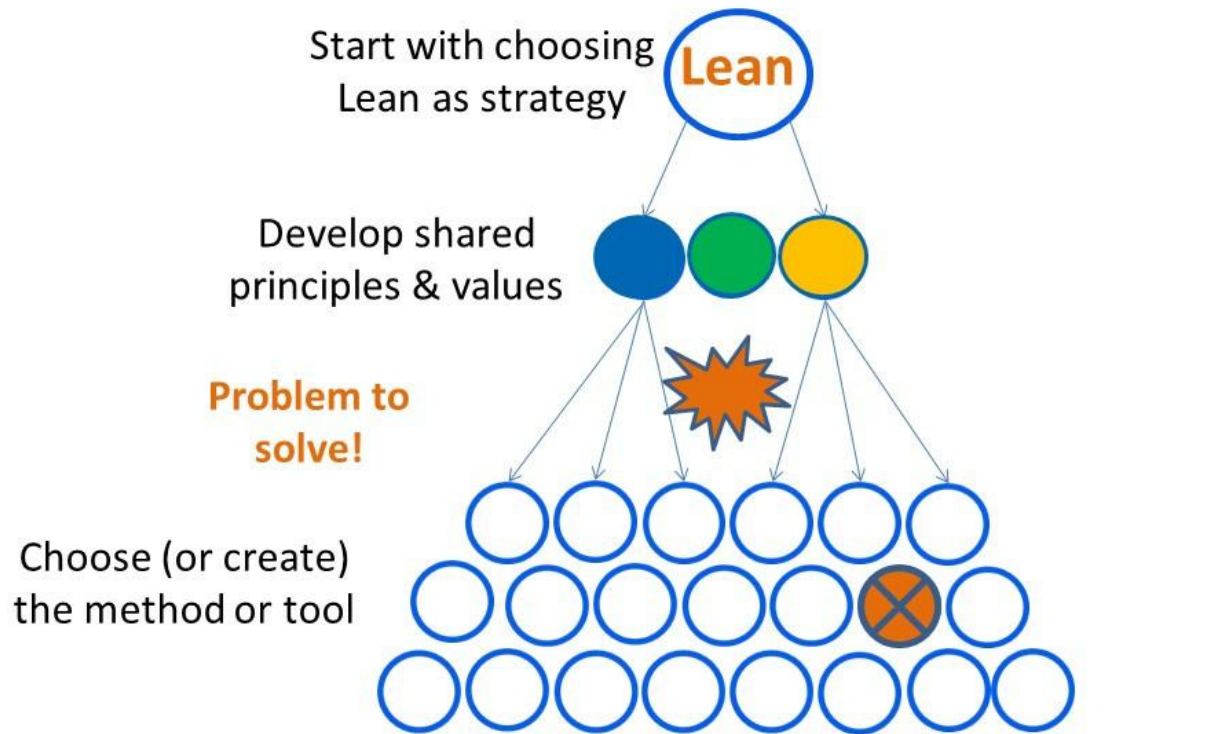 Start with choosing
Lean as strategy
Lean
Develop shared
principles & values
Problem to
solve!
Choose (or create)
the method or tool